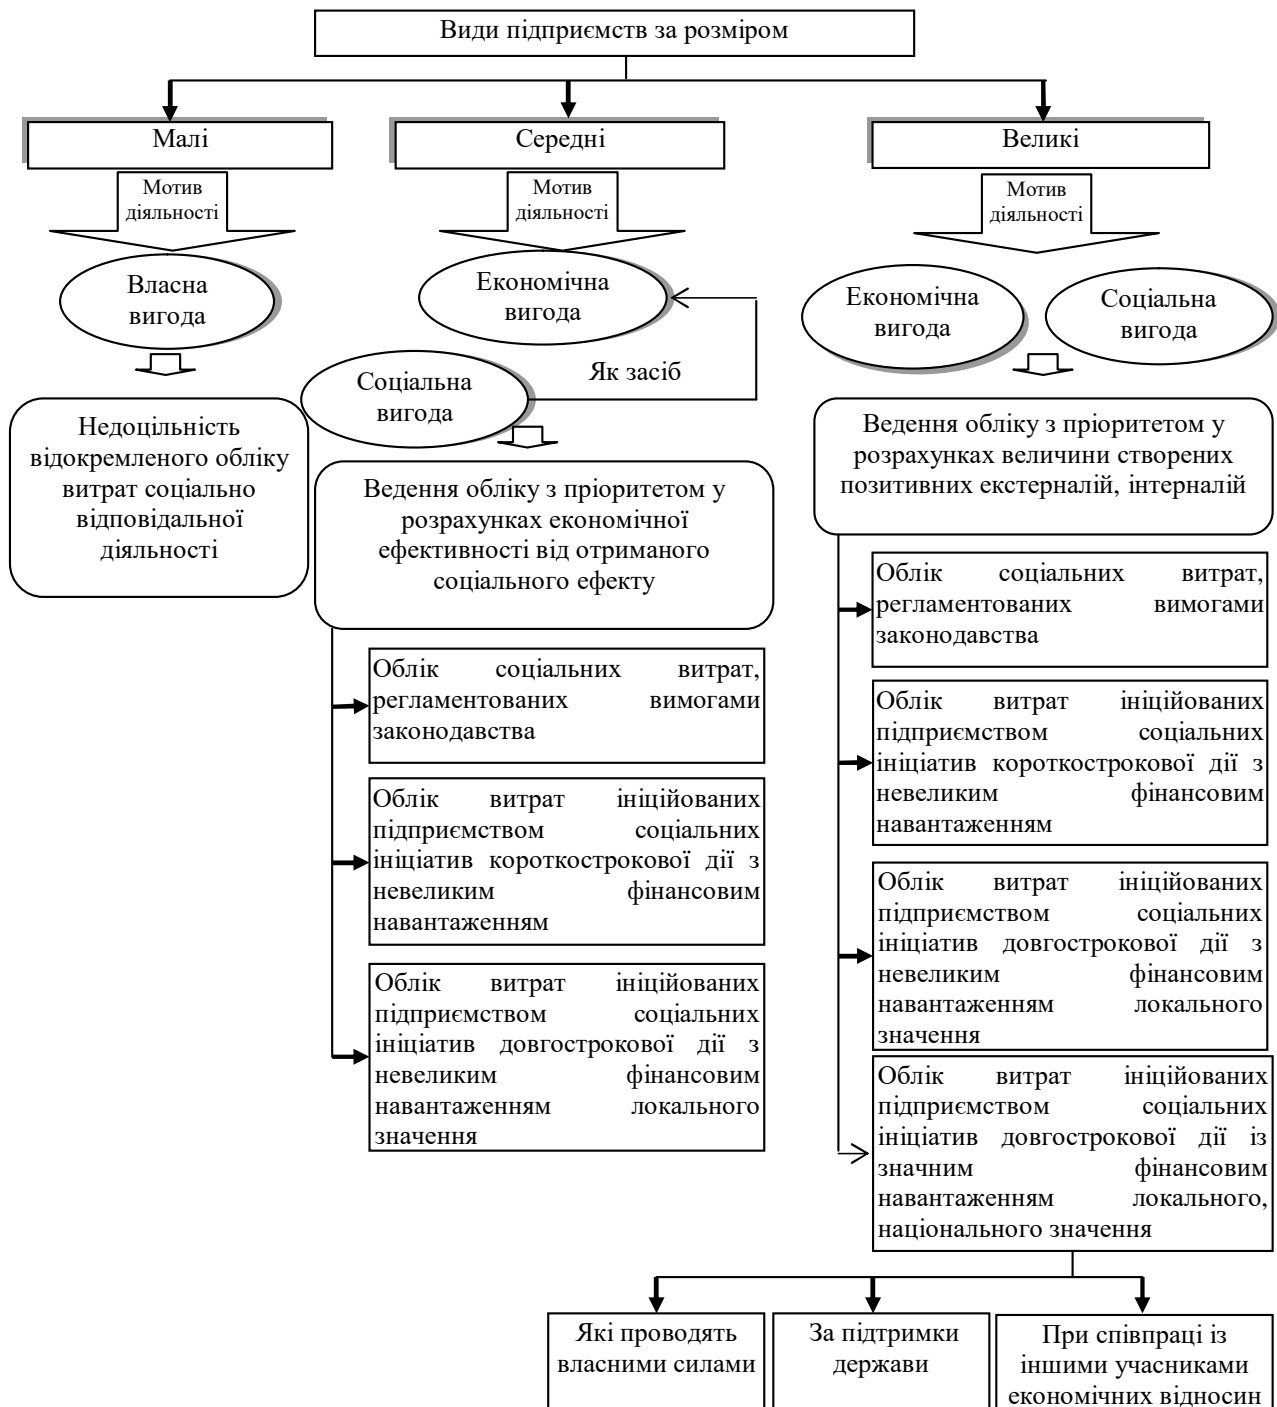 Види підприємств за розміром
Малі
Середні
Великі
Мотив
діяльності
Мотив
діяльності
Мотив
діяльності
Власна
вигода
Економічна
вигода
Економічна
вигода
Соціальна
вигода
Як засіб
Соціальна
вигода
Недоцільність
відокремленого обліку
витрат соціально
відповідальної
діяльності
Ведення обліку з пріоритетом у
розрахунках економічної
ефективності від отриманого
соціального ефекту
Облік соціальних витрат,
регламентованих вимогами
законодавства
Облік витрат ініційованих
підприємством соціальних
ініціатив короткострокової дії з
невеликим фінансовим
навантаженням
Облік витрат ініційованих
підприємством соціальних
ініціатив довгострокової дії з
невеликим фінансовим
навантаженням локального
значення
Ведення обліку з пріоритетом у
розрахунках величини створених
позитивних екстерналій, інтерналій
Облік соціальних витрат,
регламентованих вимогами
законодавства
Облік витрат ініційованих
підприємством соціальних
ініціатив короткострокової дії з
невеликим фінансовим
навантаженням
Облік витрат ініційованих
підприємством соціальних
ініціатив довгострокової дії з
невеликим фінансовим
навантаженням локального
значення
Облік витрат ініційованих
підприємством соціальних
ініціатив довгострокової дії із
значним фінансовим
навантаженням локального,
національного значення
Які проводять
власними силами
За підтримки
держави
При співпраці із
іншими учасниками
економічних відносин